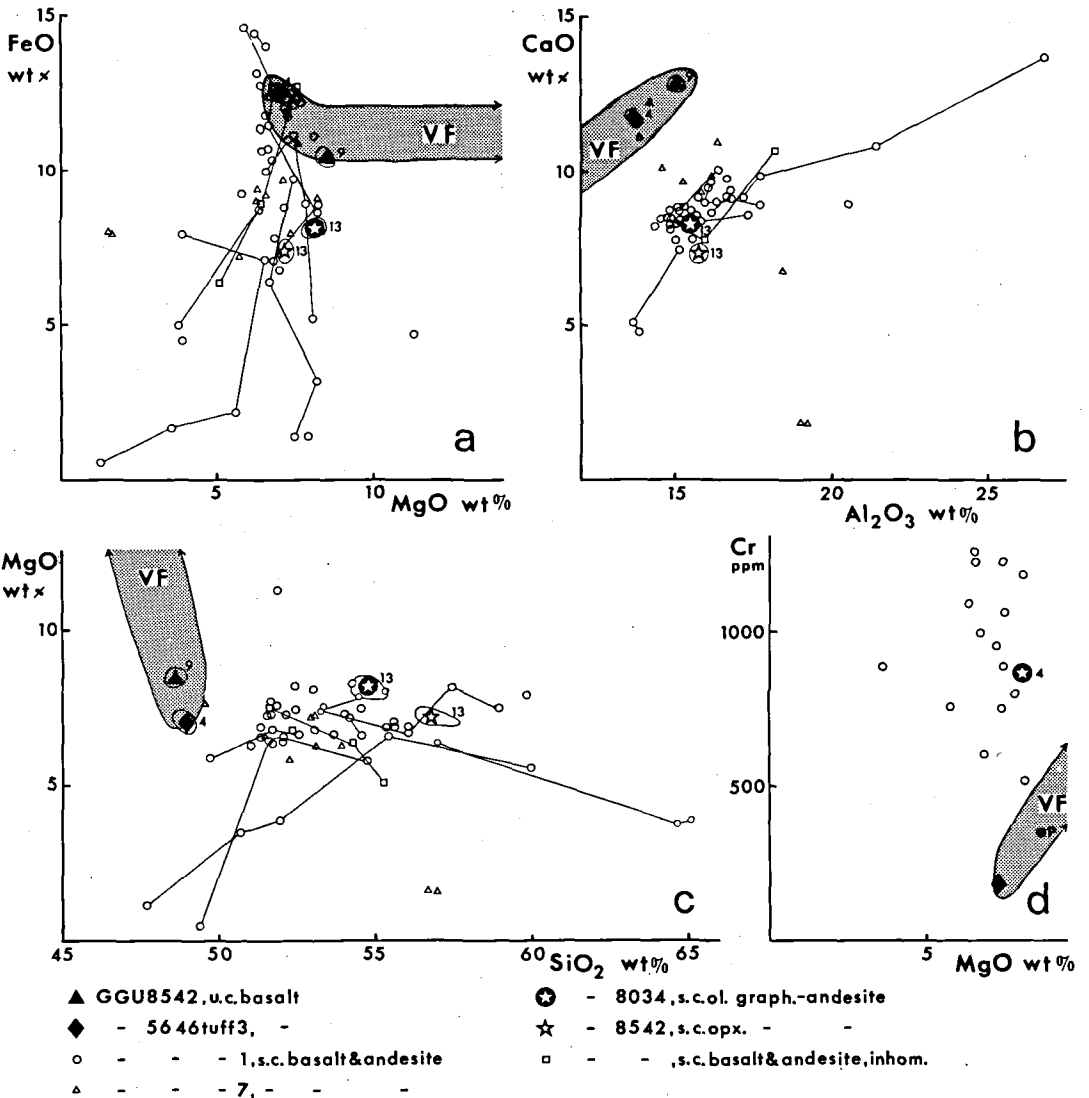 15
FeO
wt%
10
5
VF
9
13
13
5
10
MgO wt%
a
15
CaO
wt%
10
5
VF
9
4
13
13
15
20
25
Al2O3 wt%
b
MgO
wt%
10
5
VF
9
4
13
13
45
50
55
60
65
SiO2 wt%
c
Cr
ppm
1000
500
4
VF
P
5
MgO wt%
d
▲ GGU8542,u.c.basalt
◆ - 5646tuff3, -
○ - - - 1,s.c.basalt&andesite
△ - - - 7, - - -
- 8034,s.c.ol. graph.-andesite
☆ - 8542,s.c.opx. - -
□ - - ,s.c.basalt&andesite,inhom.